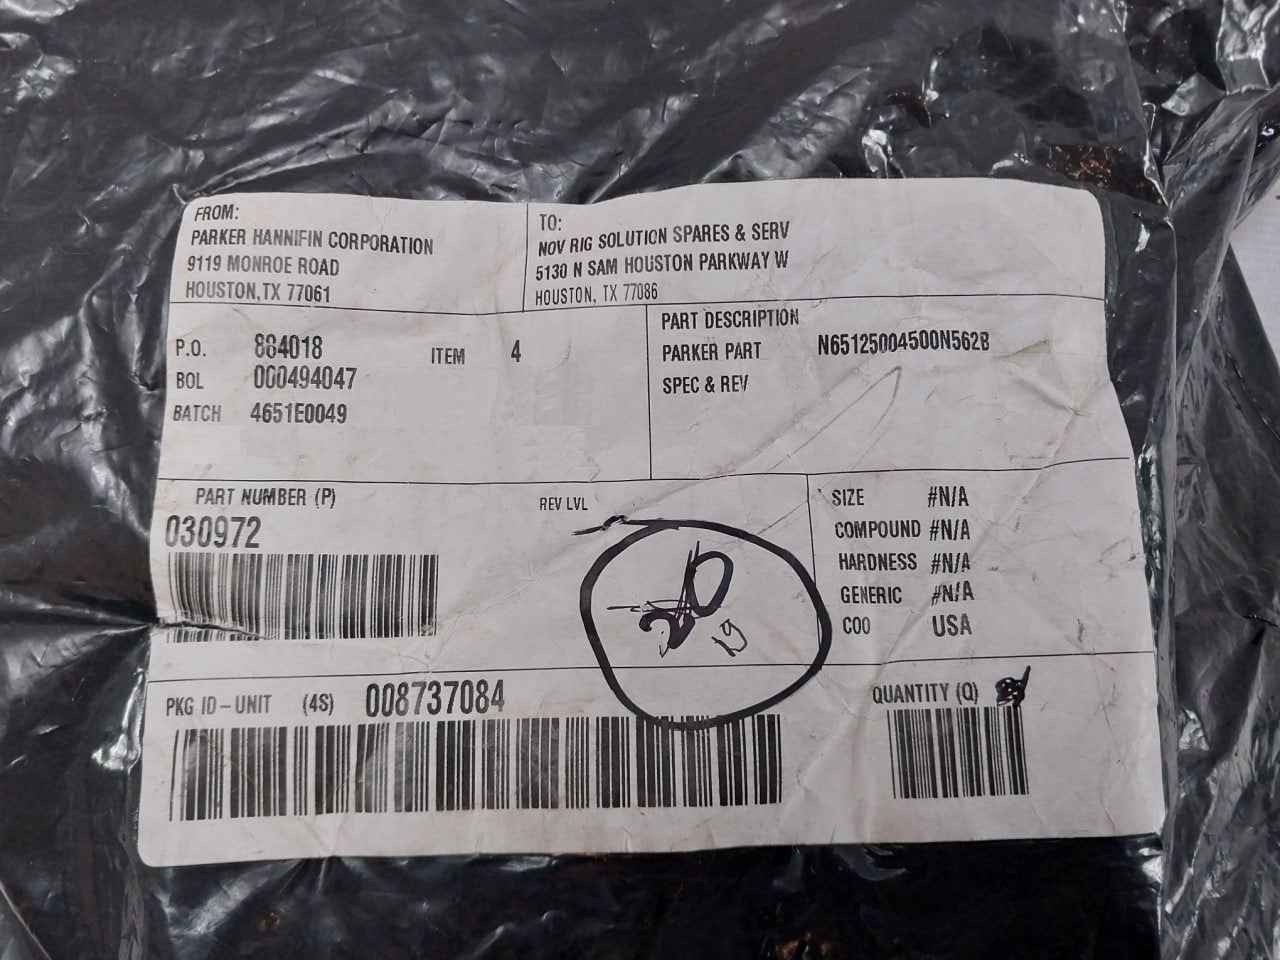 FROM:
PARKER HANNIFIN CORPORATION
9119 MONROE ROAD
HOUSTON, TX 77061
TO:
NOV RIG SOLUTION SPARES & SERV
5130 N SAM HOUSTON PARKWAY W
HOUSTON, TX 77086
P.O. 884018 ITEM 4
BOL 000494047
BATCH 4651E0049
PART DESCRIPTION
PARKER PART N65125004500N562B
SPEC & REV
PART NUMBER (P) REV LVL
030972
20
19
SIZE #N/A
COMPOUND #N/A
HARDNESS #N/A
GENERIC #N/A
COO USA
PKG ID-UNIT (4S) 008737084
QUANTITY (Q)